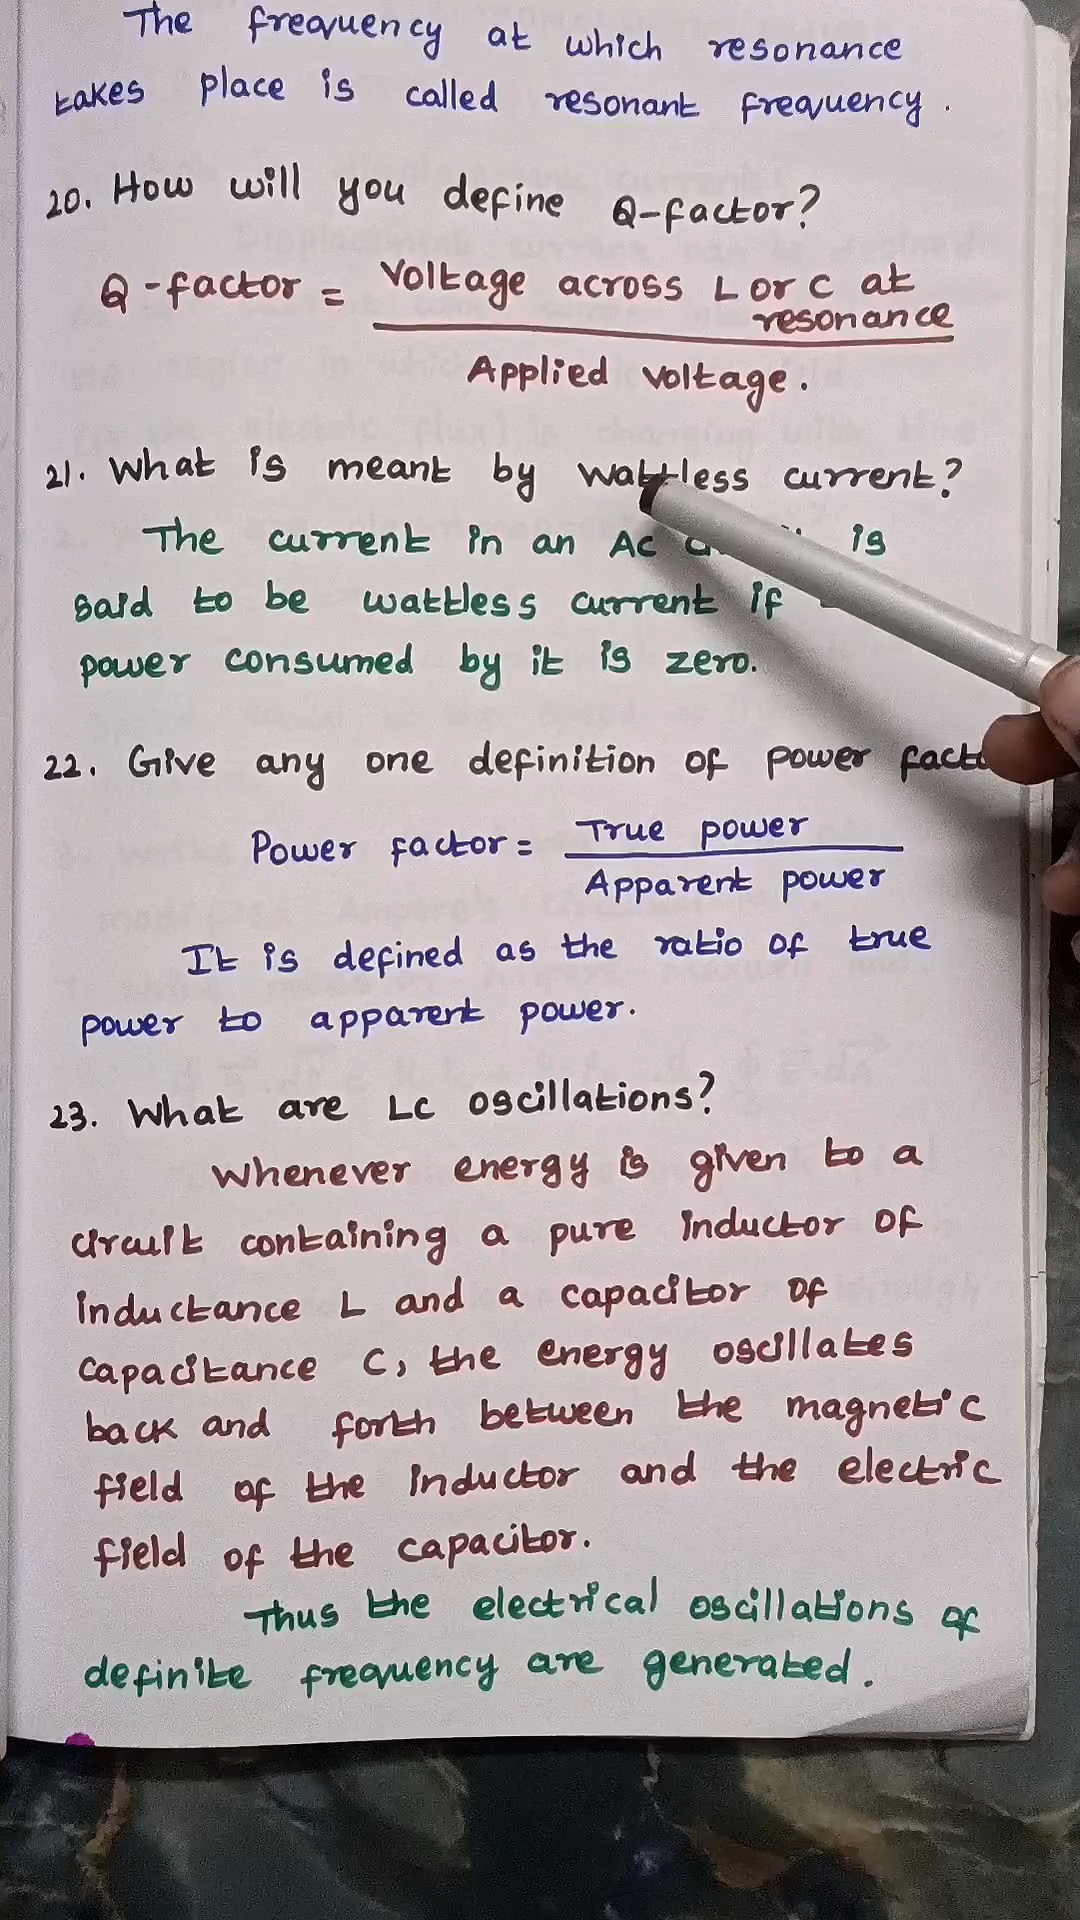 The frequency at which resonance
takes place is called resonant frequency.
20. How will you define Q-factor?
Q-factor = Voltage across L or C at
resonance
Applied voltage.
21. What is meant by wattless current?
The current in an AC is
said to be wattless current if
power consumed by it is zero.
22. Give any one definition of power
Power factor = True power
Apparent power
It is defined as the ratio of true
power to apparent power.
23. What are LC oscillations?
Whenever energy is given to a
circuit containing a pure inductor of
inductance L and a capacitor of
capacitance C, the energy oscillates
back and forth between the magnetic
field of the inductor and the electric
field of the capacitor.
Thus the electrical oscillations of
definite frequency are generated.